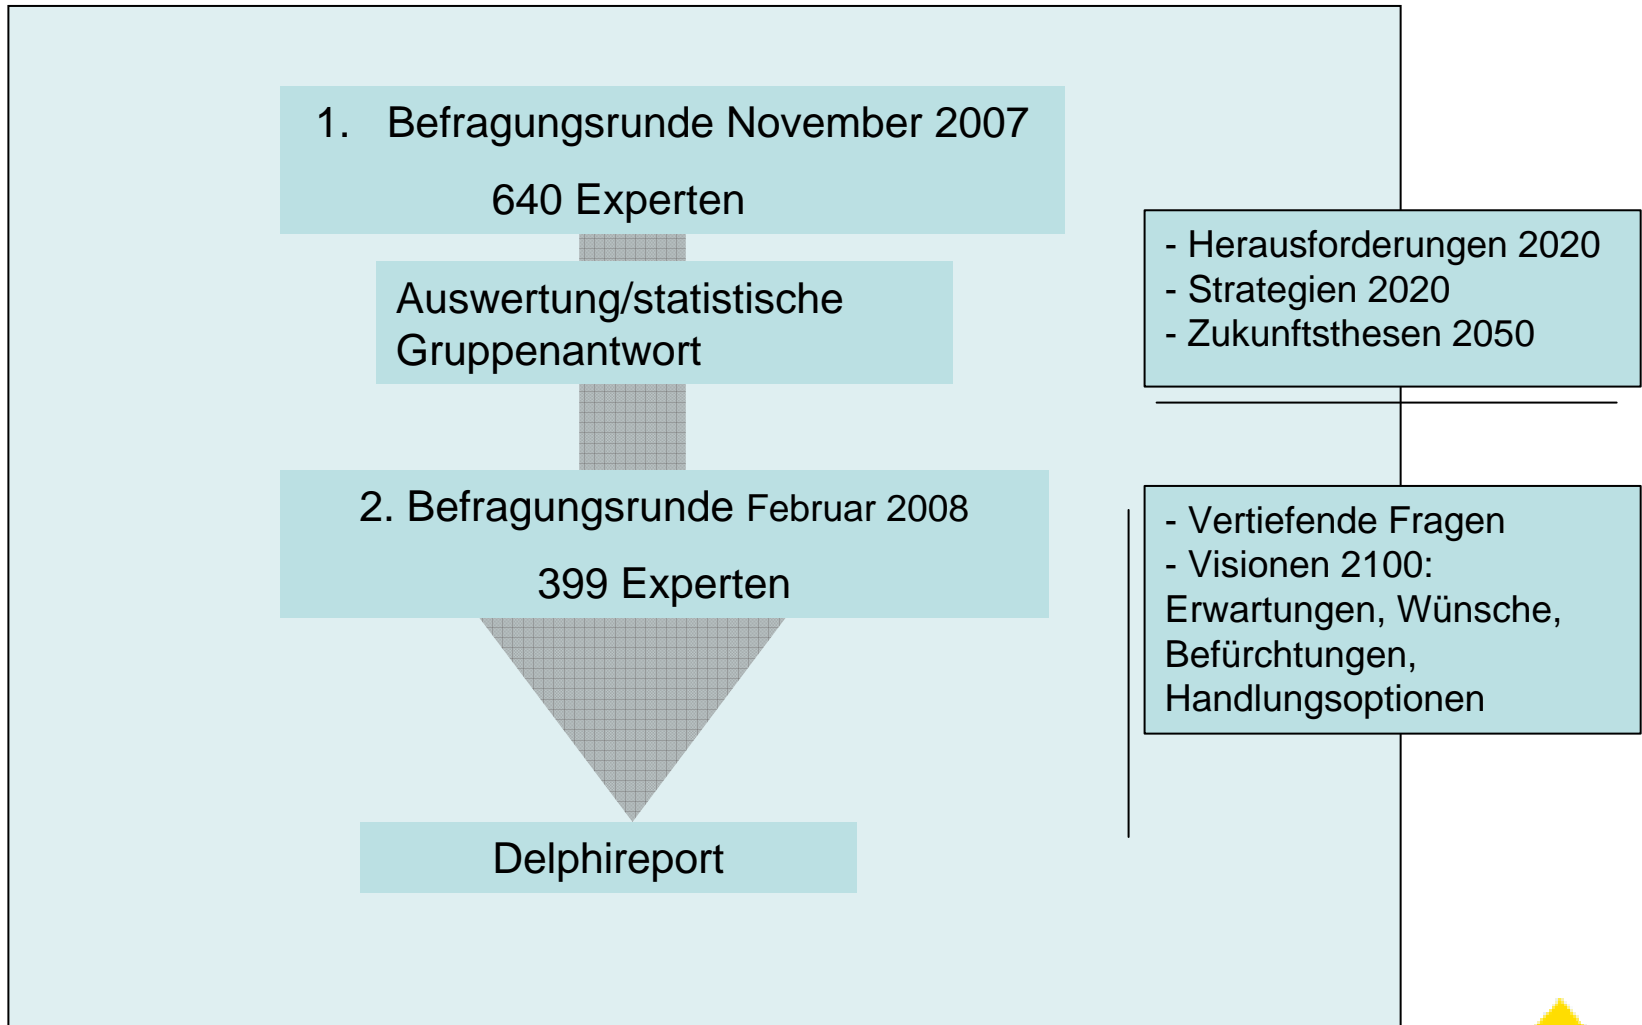 1. Befragungsrunde November 2007
640 Experten
Auswertung/statistische
Gruppenantwort
- Herausforderungen 2020
- Strategien 2020
- Zukunftsthesen 2050
2. Befragungsrunde Februar 2008
399 Experten
- Vertiefende Fragen
- Visionen 2100:
Erwartungen, Wünsche,
Befürchtungen,
Handlungsoptionen
Delphireport